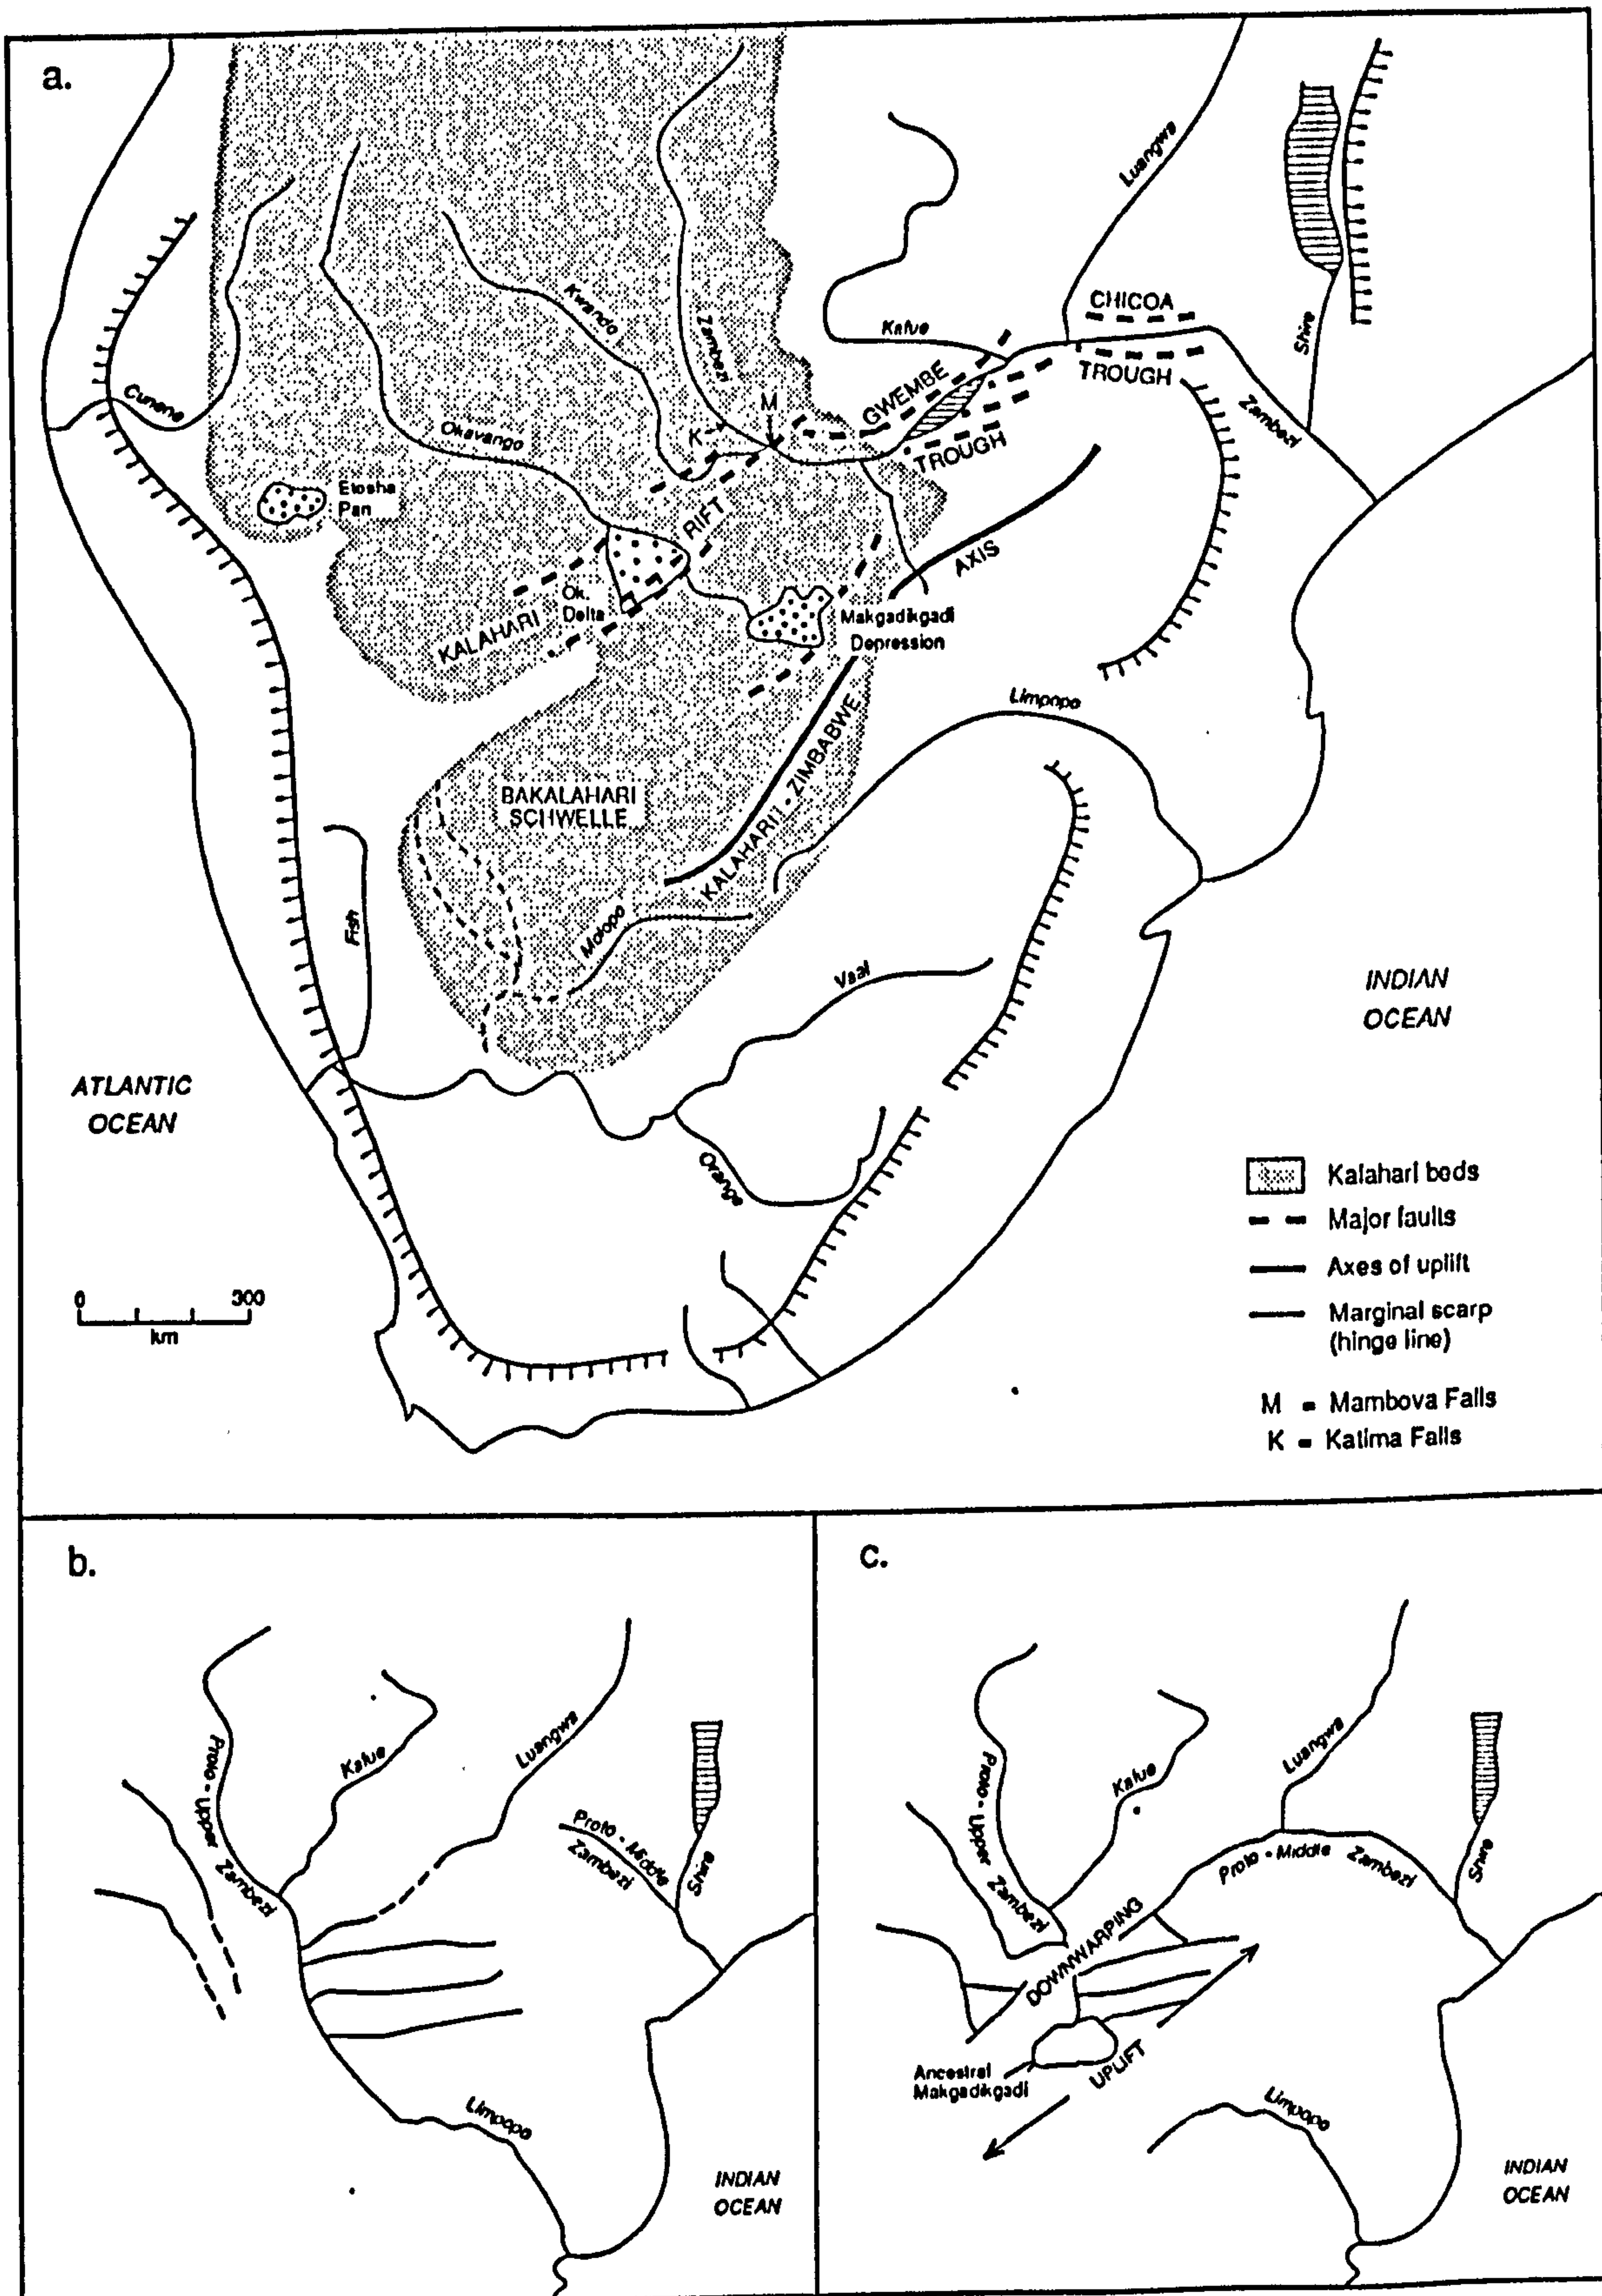 a.
Luangwa
CHICOA
TROUGH
Kafue
Shire
Zambezi
Kwando
Zambezi
M
K
GWEMBE
TROUGH
Cunene
Okavango
Etosha
Pan
RIFT
AXIS
Ok.
Delta
KALAHARI
Makgadikgadi
Depression
Limpopo
KALAHARI - ZIMBABWE
BAKALAHARI
SCHWELLE
Fish
Molopo
Vaal
Orange
INDIAN
OCEAN
ATLANTIC
OCEAN
Kalahari beds
Major faults
Axes of uplift
Marginal scarp
(hinge line)
M = Mambova Falls
K = Katima Falls
0 300
km
b.
Proto - Upper Zambezi
Kafue
Luangwa
Proto - Middle
Zambezi
Shire
Limpopo
INDIAN
OCEAN
c.
Proto - Upper Zambezi
Kafue
Luangwa
Proto - Middle Zambezi
Shire
DOWNWARPING
UPLIFT
Ancestral
Makgadikgadi
Limpopo
INDIAN
OCEAN